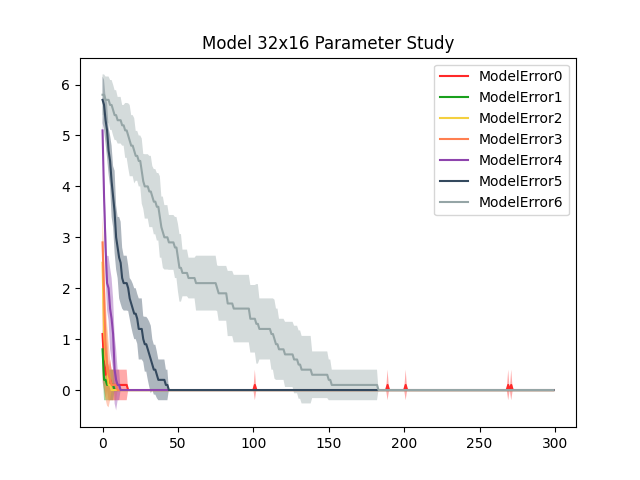 Model 32x16 Parameter Study
ModelError0
ModelError1
ModelError2
ModelError3
ModelError4
ModelError5
ModelError6
6
5
4
3
2
1
0
0 50 100 150 200 250 300